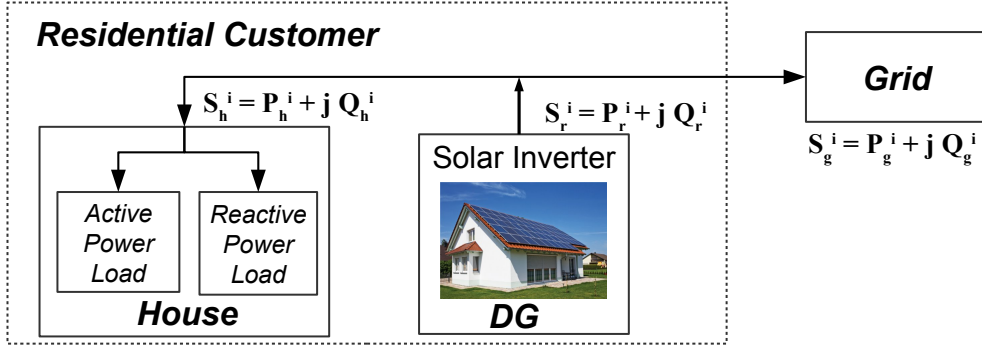 Residential Customer
Grid
S_h^i = P_h^i + j Q_h^i
S_r^i = P_r^i + j Q_r^i
S_g^i = P_g^i + j Q_g^i
Solar Inverter
Active
Power
Load
Reactive
Power
Load
House
DG